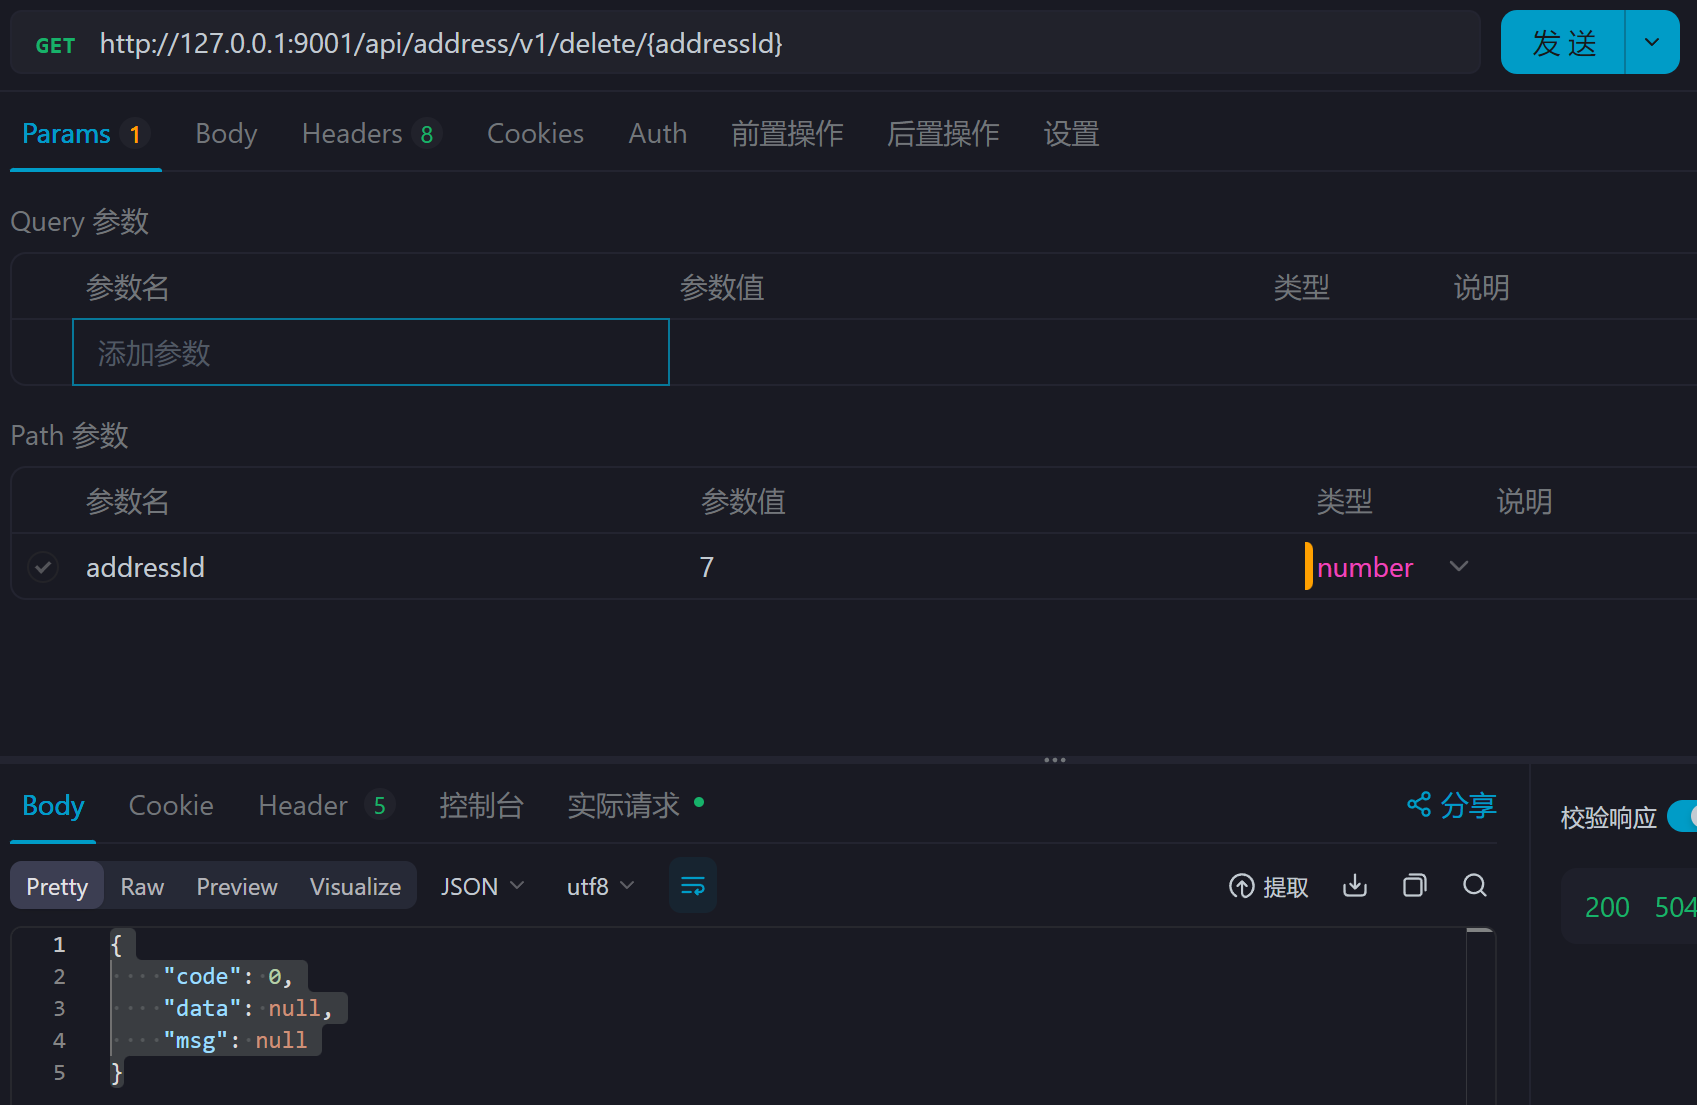 GET http://127.0.0.1:9001/api/address/v1/delete/{addressId} 发 送
Params 1 Body Headers 8 Cookies Auth 前置操作 后置操作 设置
Query 参数
参数名 参数值 类型 说明
添加参数
Path 参数
参数名 参数值 类型 说明
addressId 7 number
Body Cookie Header 5 控制台 实际请求 分享
校验响应
Pretty Raw Preview Visualize JSON utf8 提取
200 504
1 {
2 "code": 0,
3 "data": null,
4 "msg": null
5 }